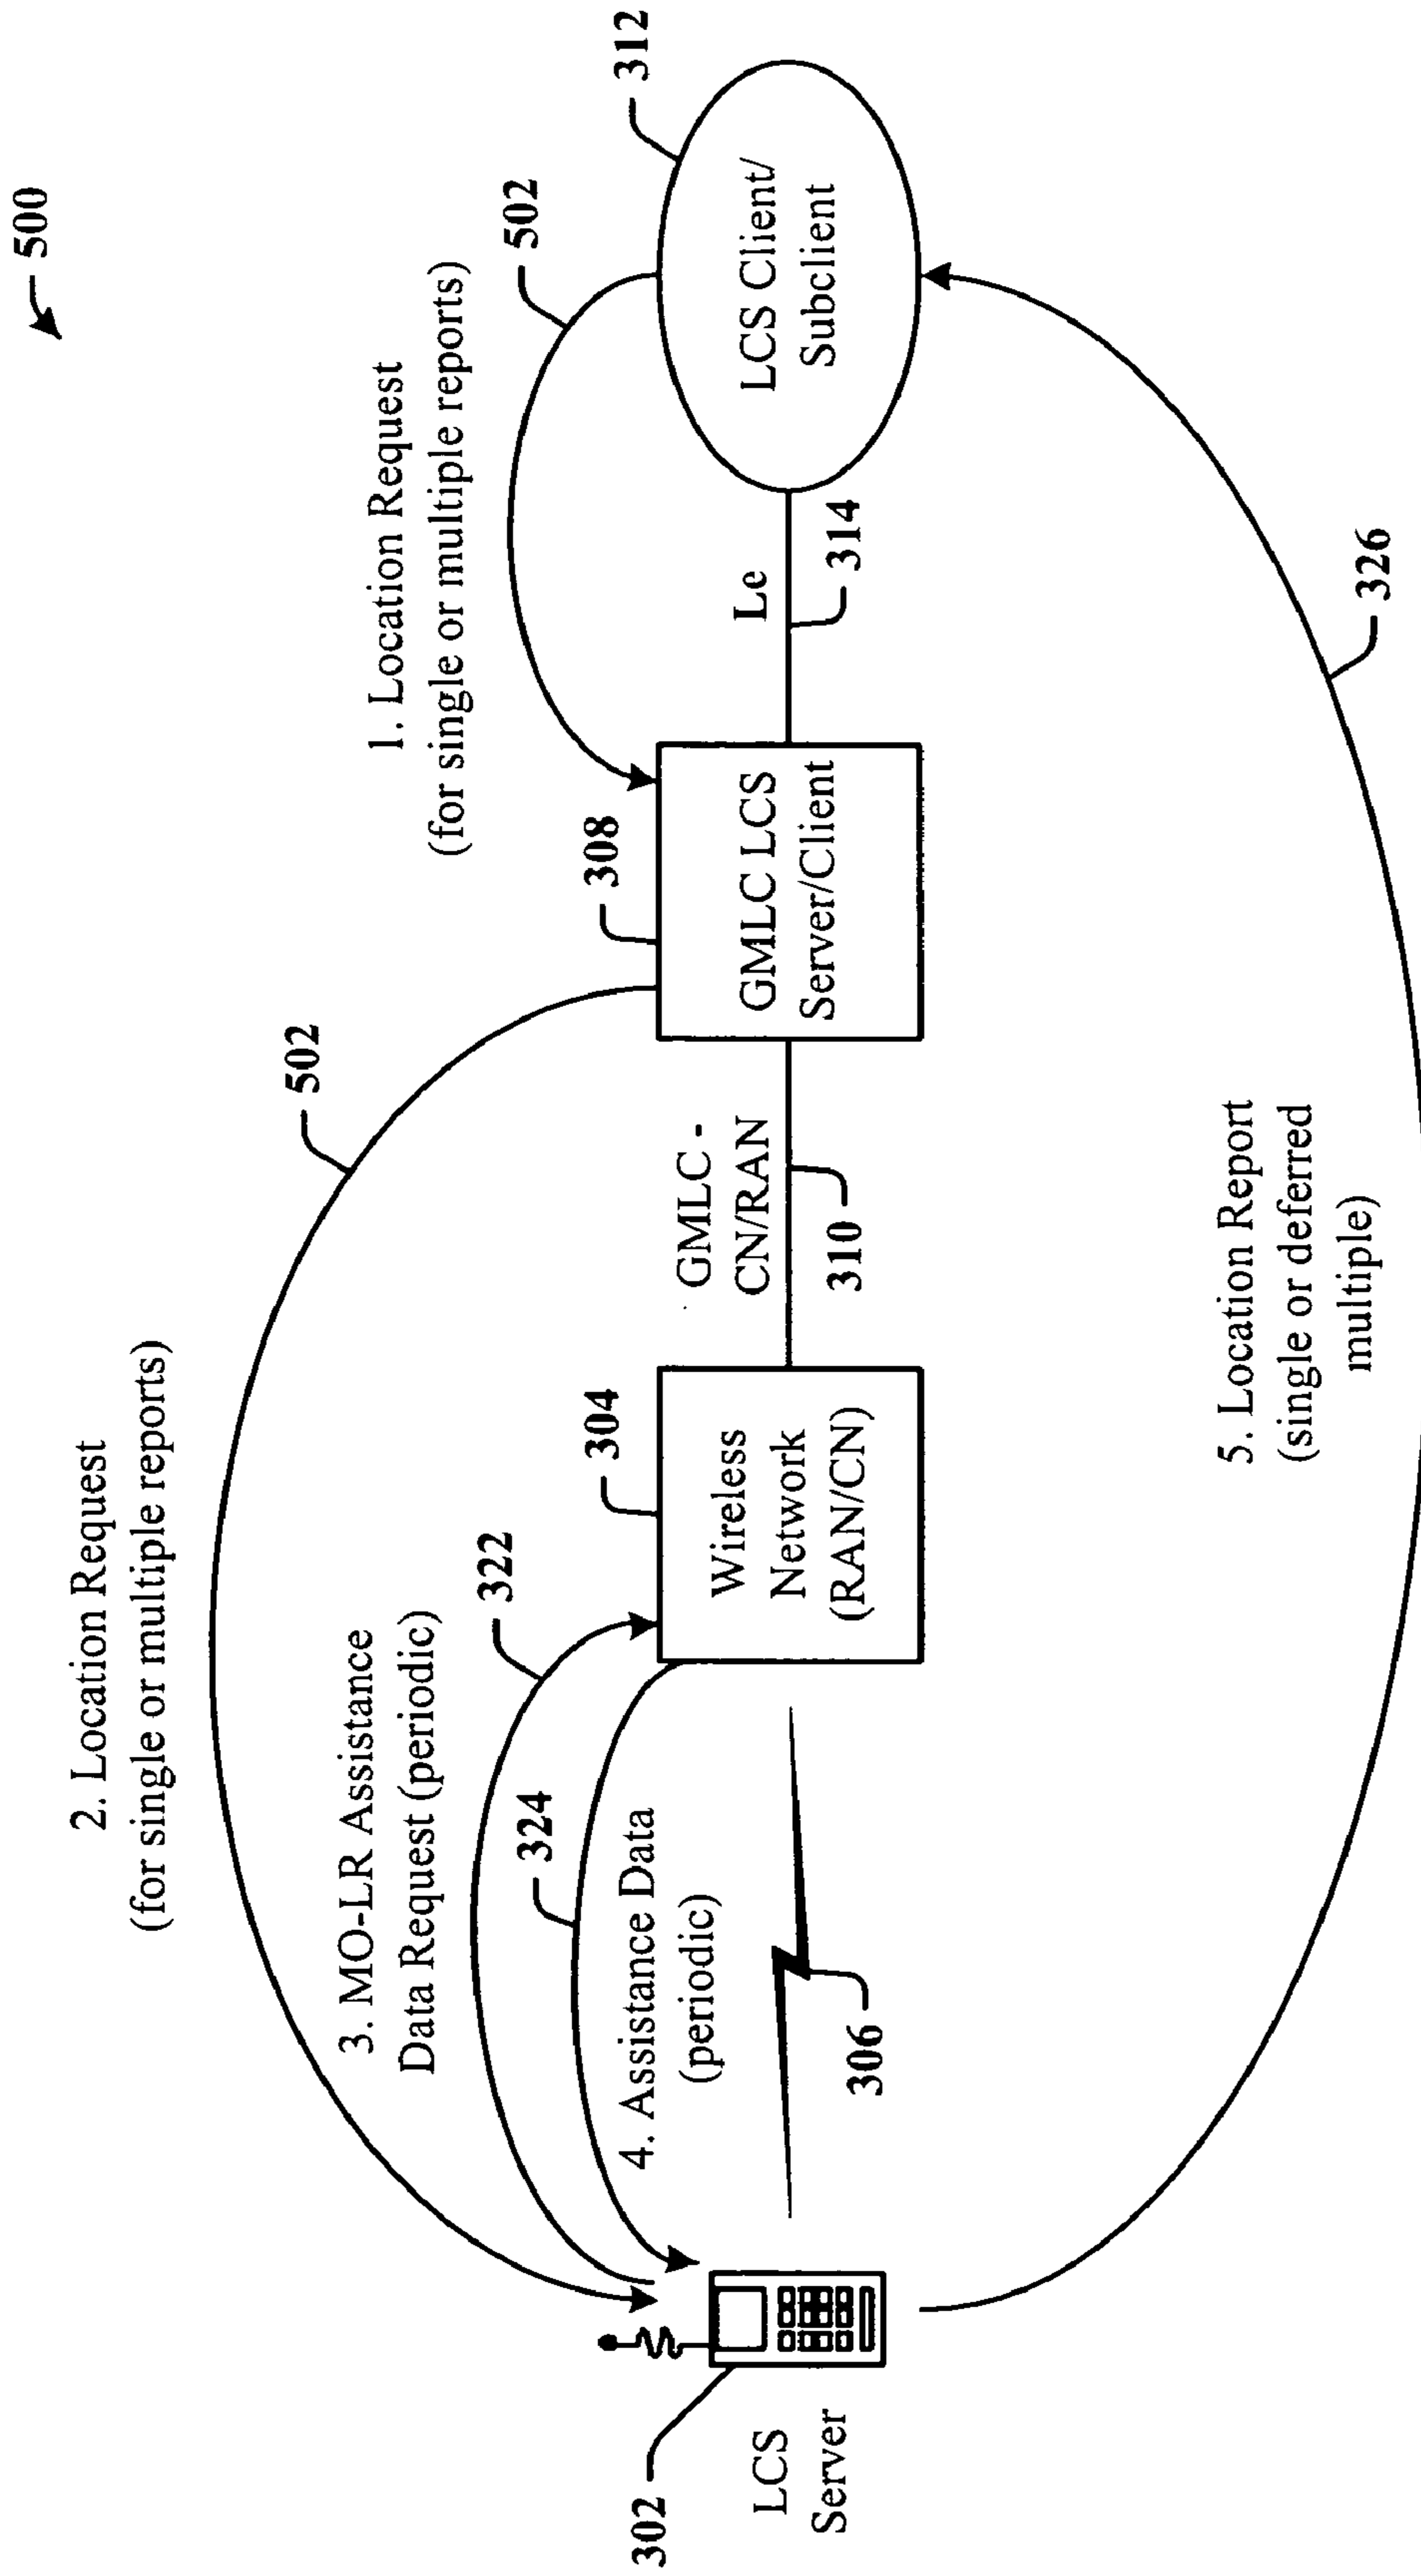 500
2. Location Request
(for single or multiple reports)
502
1. Location Request
(for single or multiple reports)
502
312
3. MO-LR Assistance
Data Request (periodic)
322
324
4. Assistance Data
(periodic)
304
308
302
LCS
Server
306
Wireless
Network
(RAN/CN)
GMLC -
CN/RAN
310
GMLC LCS
Server/Client
Le
314
LCS Client/
Subclient
5. Location Report
(single or deferred
multiple)
326